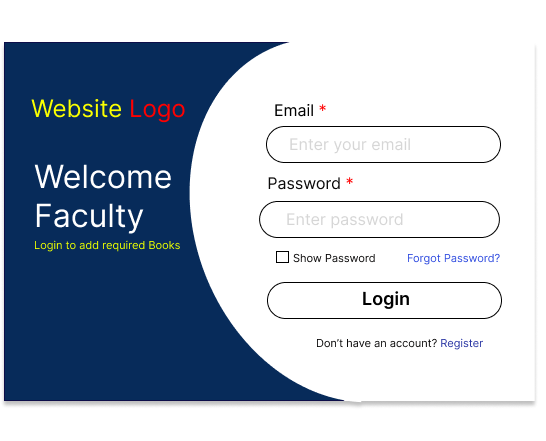 Website Logo
Welcome
Faculty
Login to add required Books
Email *
Enter your email
Password *
Enter password
Show Password
Forgot Password?
Login
Don't have an account? Register